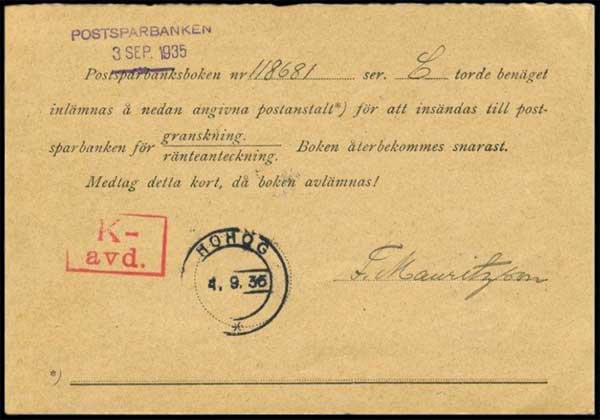 POSTSPARBANKEN
3 SEP. 1935
Postsparbanksboken nr 118681 ser. C torde benäget
inlämnas å nedan angivna postanstalt*) för att insändas till post-
sparbanken för granskning. Boken återbekommes snarast.
ränteanteckning.
Medtag detta kort, då boken avlämnas!
K-
avd.
HOHÖG
4. 9. 35
F. Mauritzson
*)